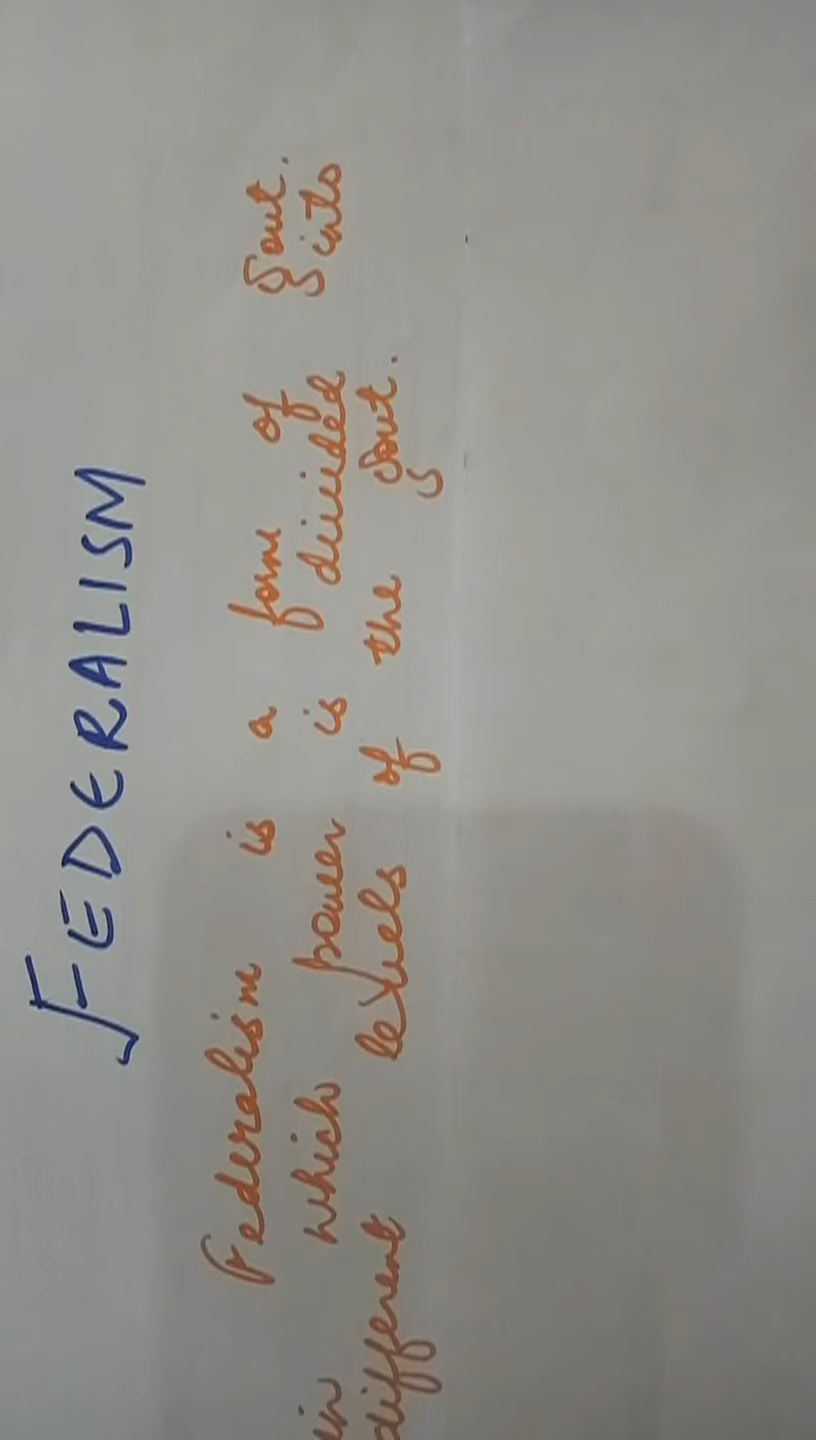 FEDERALISM
Federalism is a form of Govt.
in which power is divided into
different levels of the Govt.